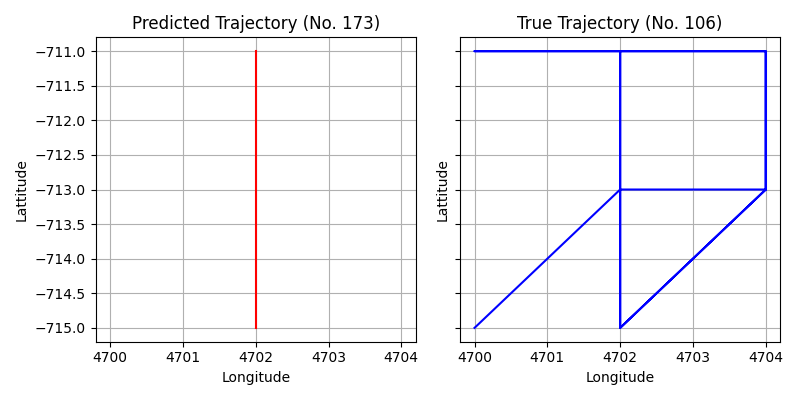 Predicted Trajectory (No. 173)
−711.0
−711.5
−712.0
−712.5
−713.0
−713.5
−714.0
−714.5
−715.0
Lattitude
4700 4701 4702 4703 4704
Longitude
True Trajectory (No. 106)
Lattitude
4700 4701 4702 4703 4704
Longitude